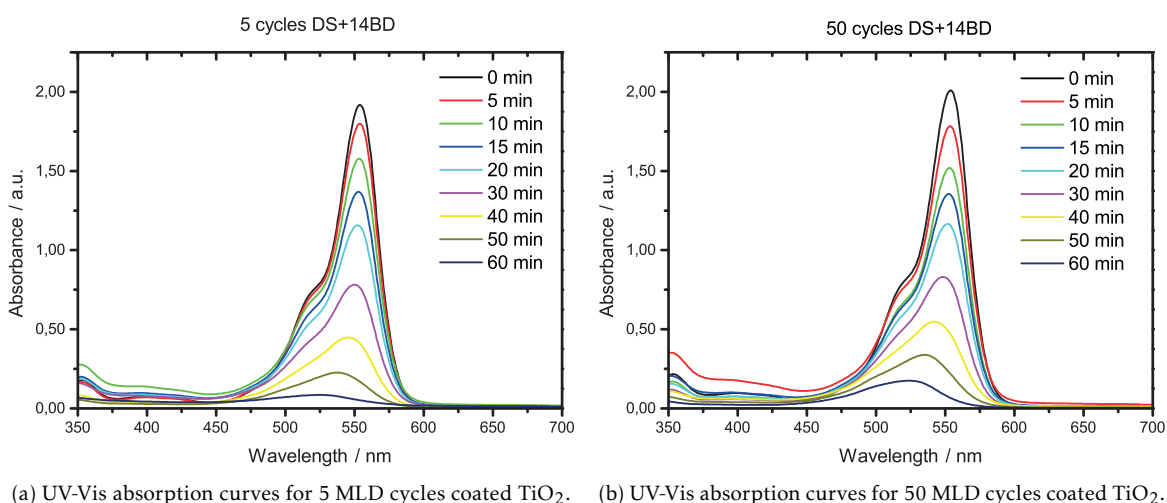 5 cycles DS+14BD
2,00
1,50
1,00
0,50
0,00
Absorbance / a.u.
350 400 450 500 550 600 650 700
Wavelength / nm
0 min
5 min
10 min
15 min
20 min
30 min
40 min
50 min
60 min
(a) UV-Vis absorption curves for 5 MLD cycles coated TiO₂.
50 cycles DS+14BD
2,00
1,50
1,00
0,50
0,00
Absorbance / a.u.
350 400 450 500 550 600 650 700
Wavelength / nm
0 min
5 min
10 min
15 min
20 min
30 min
40 min
50 min
60 min
(b) UV-Vis absorption curves for 50 MLD cycles coated TiO₂.